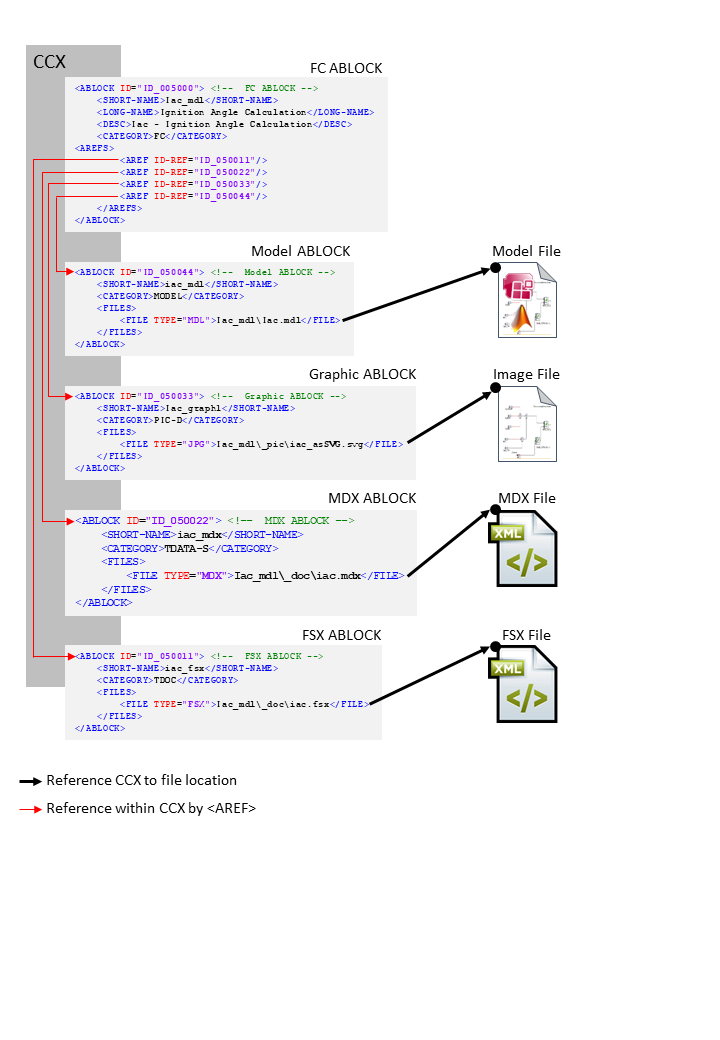 CCX
FC ABLOCK
<ABLOCK ID="ID_005000"> <!--  FC ABLOCK -->
<SHORT-NAME>Iac_mdl</SHORT-NAME>
<LONG-NAME>Ignition Angle Calculation</LONG-NAME>
<DESC>Iac - Ignition Angle Calculation</DESC>
<CATEGORY>FC</CATEGORY>
<AREFS>
<AREF ID-REF="ID_050011"/>
<AREF ID-REF="ID_050022"/>
<AREF ID-REF="ID_050033"/>
<AREF ID-REF="ID_050044"/>
</AREFS>
</ABLOCK>
Model ABLOCK
Model File
<ABLOCK ID="ID_050044"> <!--  Model ABLOCK -->
<SHORT-NAME>iac_mdl</SHORT-NAME>
<CATEGORY>MODEL</CATEGORY>
<FILES>
<FILE TYPE="MDL">Iac_mdl\Iac.mdl</FILE>
</FILES>
</ABLOCK>
Graphic ABLOCK
Image File
<ABLOCK ID="ID_050033"> <!--  Graphic ABLOCK -->
<SHORT-NAME>Iac_graph1</SHORT-NAME>
<CATEGORY>PIC-D</CATEGORY>
<FILES>
<FILE TYPE="JPG">Iac_mdl\_pic\iac_asSVG.svg</FILE>
</FILES>
</ABLOCK>
MDX ABLOCK
MDX File
<ABLOCK ID="ID_050022"> <!--  MDX ABLOCK -->
<SHORT-NAME>iac_mdx</SHORT-NAME>
<CATEGORY>TDATA-S</CATEGORY>
<FILES>
<FILE TYPE="MDX">Iac_mdl\_doc\iac.mdx</FILE>
</FILES>
</ABLOCK>
XML
</>
FSX ABLOCK
FSX File
<ABLOCK ID="ID_050011"> <!--  FSX ABLOCK -->
<SHORT-NAME>iac_fsx</SHORT-NAME>
<CATEGORY>TDOC</CATEGORY>
<FILES>
<FILE TYPE="FSX">Iac_mdl\_doc\iac.fsx</FILE>
</FILES>
</ABLOCK>
XML
</>
Reference CCX to file location
Reference within CCX by <AREF>